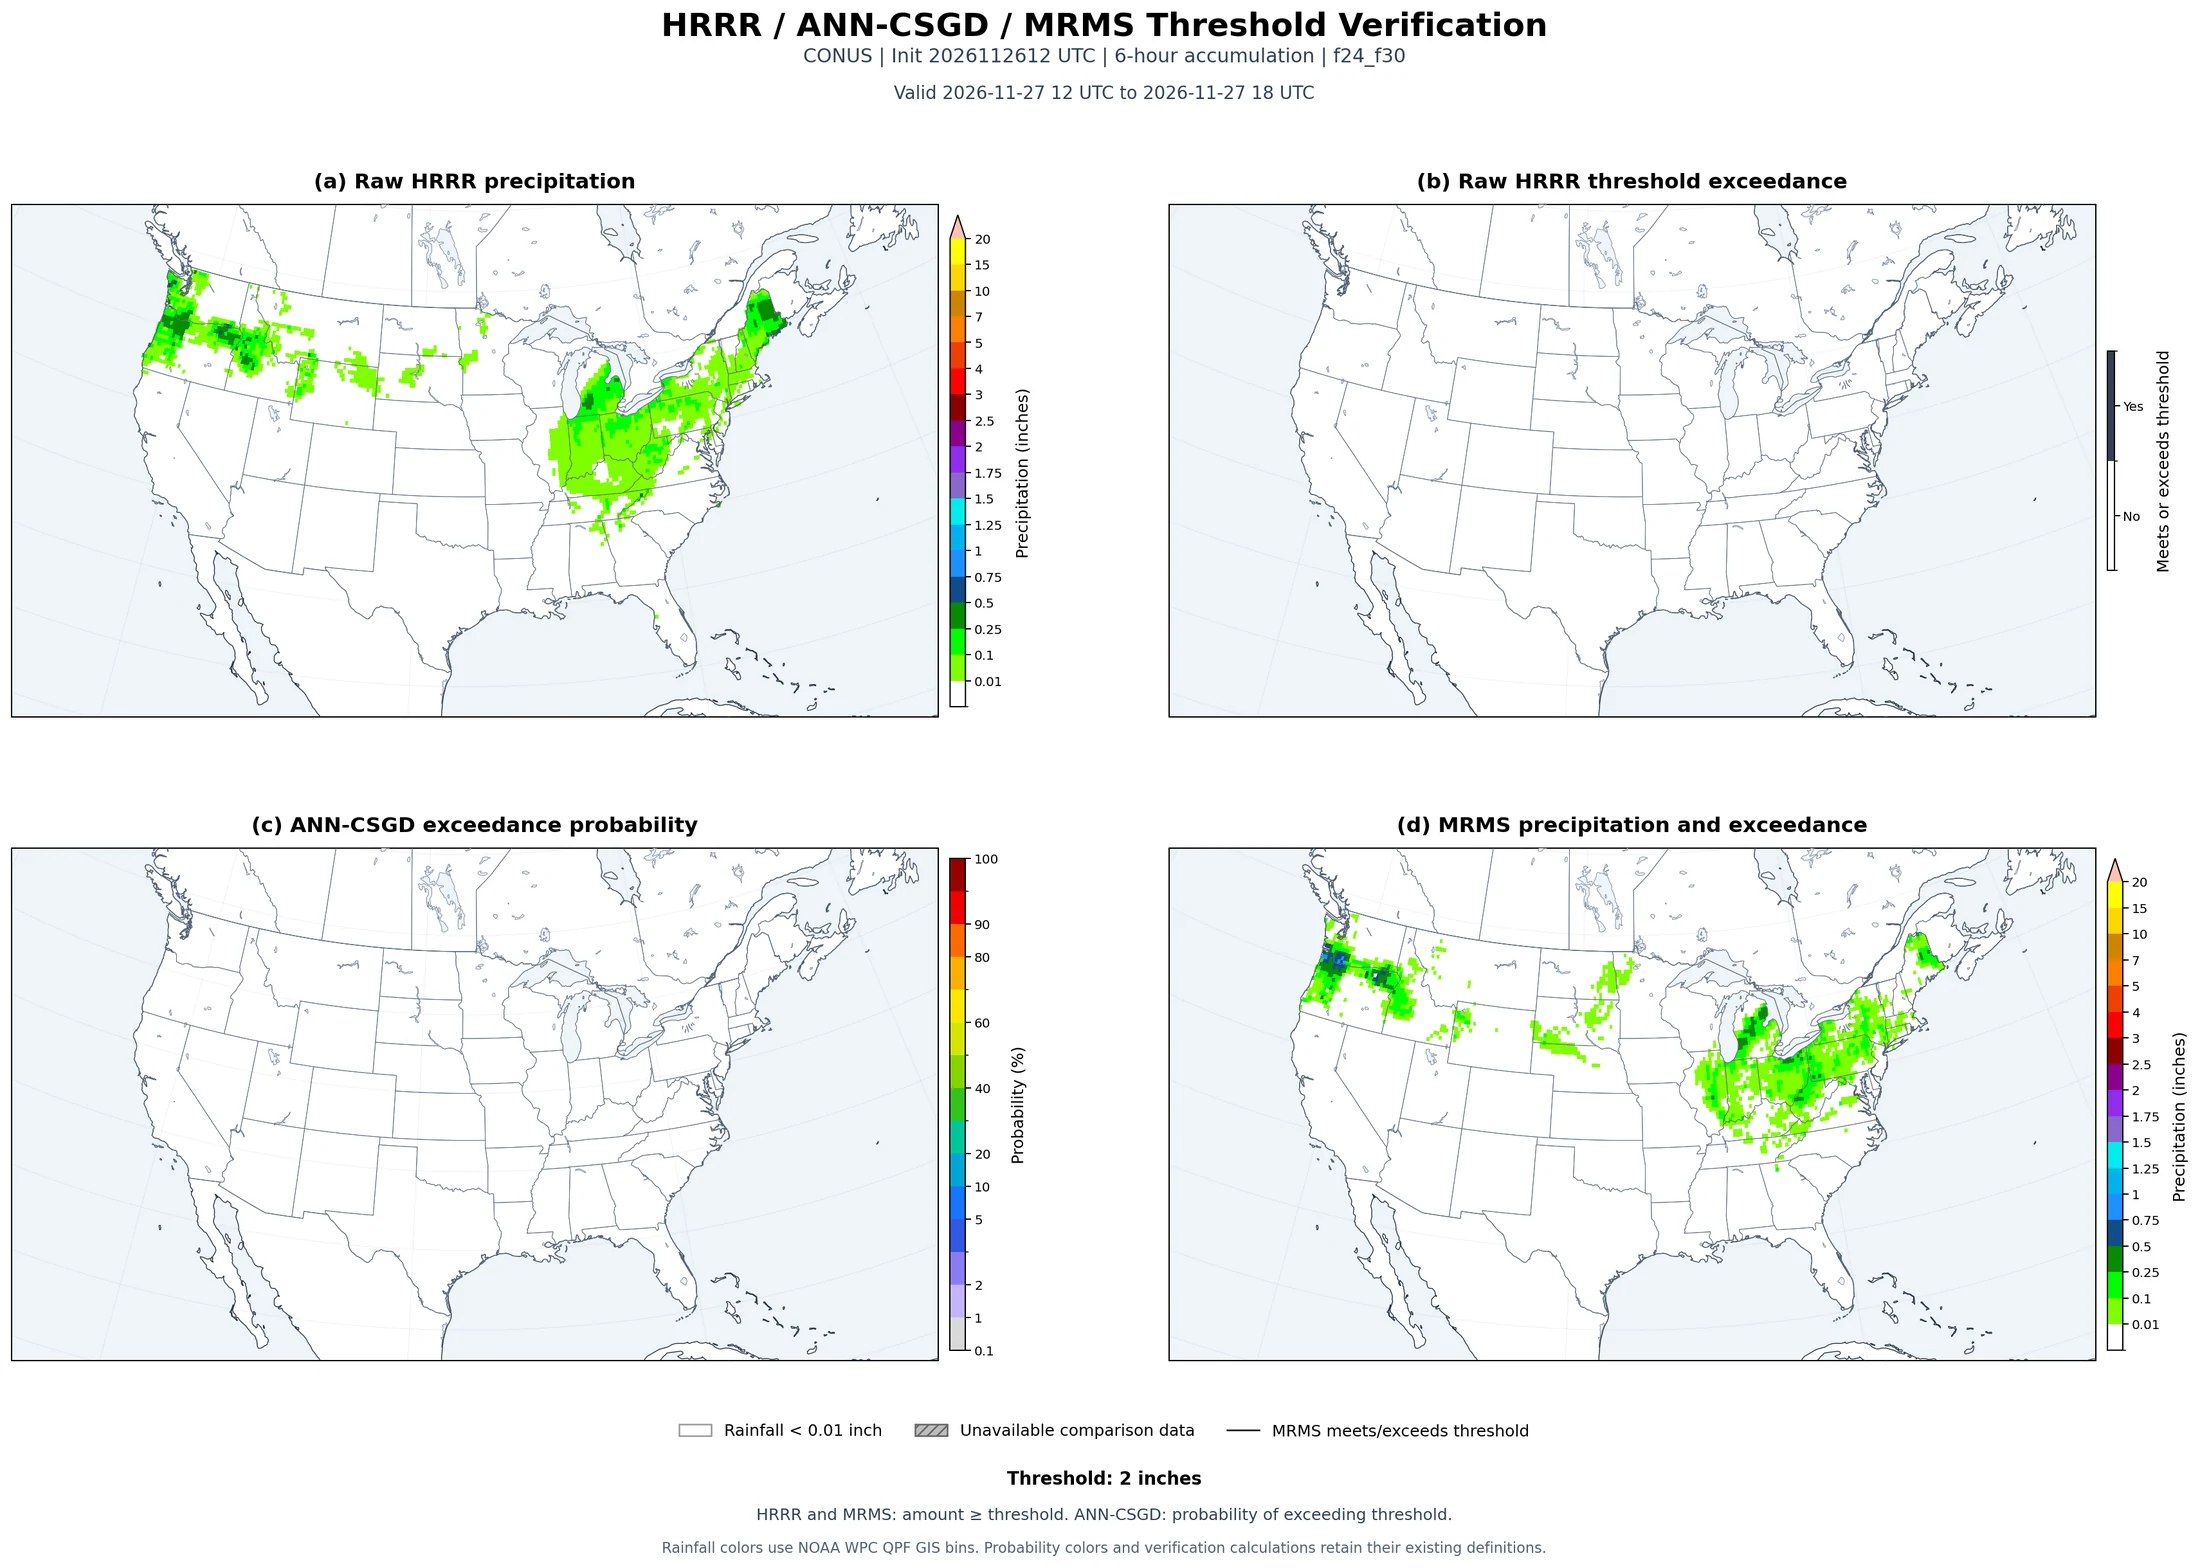 HRRR / ANN-CSGD / MRMS Threshold Verification
CONUS | Init 2026112612 UTC | 6-hour accumulation | f24_f30
Valid 2026-11-27 12 UTC to 2026-11-27 18 UTC
(a) Raw HRRR precipitation
20
15
10
7
5
4
3
2.5
2
1.75
1.5
1.25
1
0.75
0.5
0.25
0.1
0.01
Precipitation (inches)
(b) Raw HRRR threshold exceedance
Yes
No
Meets or exceeds threshold
(c) ANN-CSGD exceedance probability
100
90
80
60
40
20
10
5
2
1
0.1
Probability (%)
(d) MRMS precipitation and exceedance
20
15
10
7
5
4
3
2.5
2
1.75
1.5
1.25
1
0.75
0.5
0.25
0.1
0.01
Precipitation (inches)
Rainfall < 0.01 inch
Unavailable comparison data
MRMS meets/exceeds threshold
Threshold: 2 inches
HRRR and MRMS: amount ≥ threshold. ANN-CSGD: probability of exceeding threshold.
Rainfall colors use NOAA WPC QPF GIS bins. Probability colors and verification calculations retain their existing definitions.